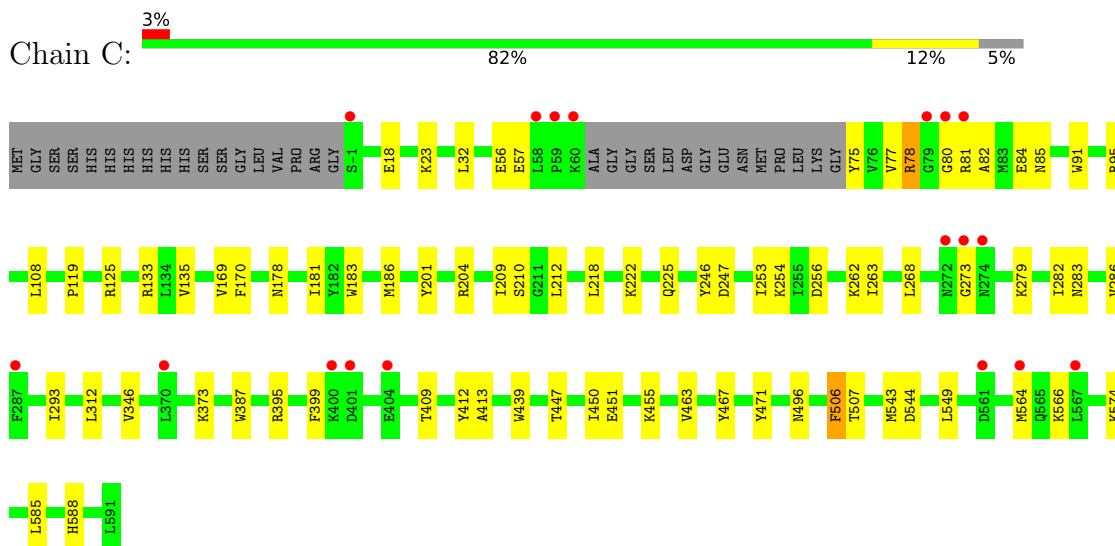 3%
Chain C:
82% 12% 5%
MET GLY SER SER HIS HIS HIS HIS HIS HIS SER SER GLY LEU VAL PRO ARG GLY S-1 E18 K23 L32 E56 E57 L58 P59 K60 ALA GLY GLY SER LEU ASP GLY GLU ASN MET PRO LEU LYS GLY Y75 V76 V77 R78 G79 G80 R81 A82 M83 E84 N85 W91
L108 P119 R125 R133 L134 V135 V169 F170 N178 I181 Y182 W183 M186 Y201 R204 I209 S210 G211 L212 L218 K222 Q225 Y246 D247 I253 K254 I255 D256 K262 I263 L268 N272 G273 N274 K279 I282 N283
F287 I293 L312 V346 L370 K373 W387 R395 F399 K400 D401 E404 T409 Y412 A413 W439 T447 I450 E451 K455 V463 Y467 Y471 N496 F506 T507 M543 D544 L549 D561 M564 Q565 K566 L567
L585 H588 L591